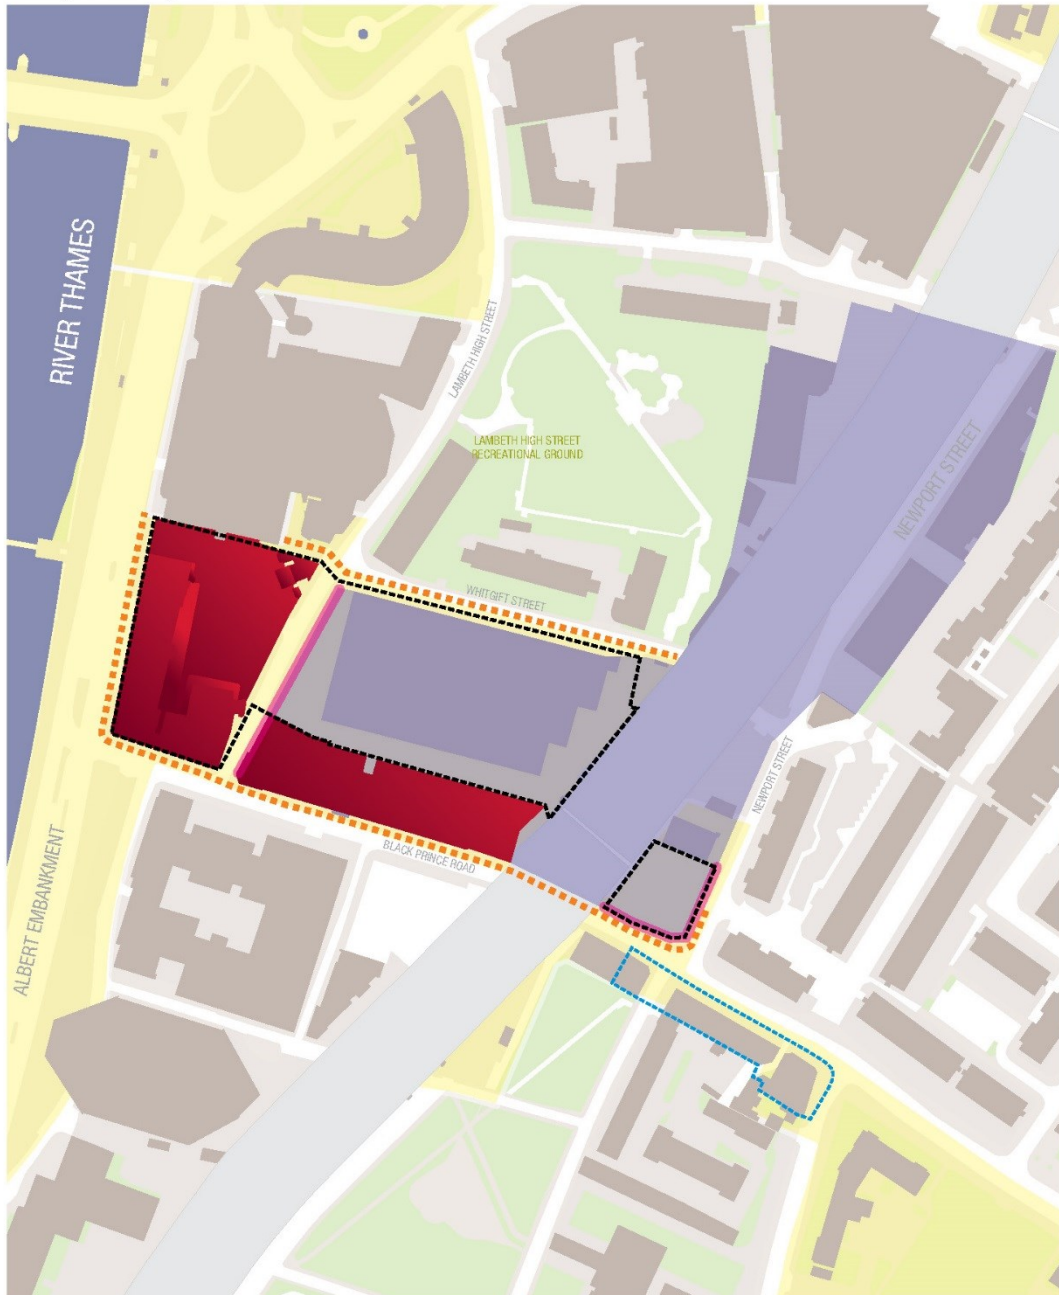 RIVER THAMES
LAMBETH HIGH STREET
LAMBETH HIGH STREET
RECREATIONAL GROUND
NEWPORT STREET
WHITGIFT STREET
NEWPORT STREET
BLACK PRINCE ROAD
ALBERT EMBANKMENT